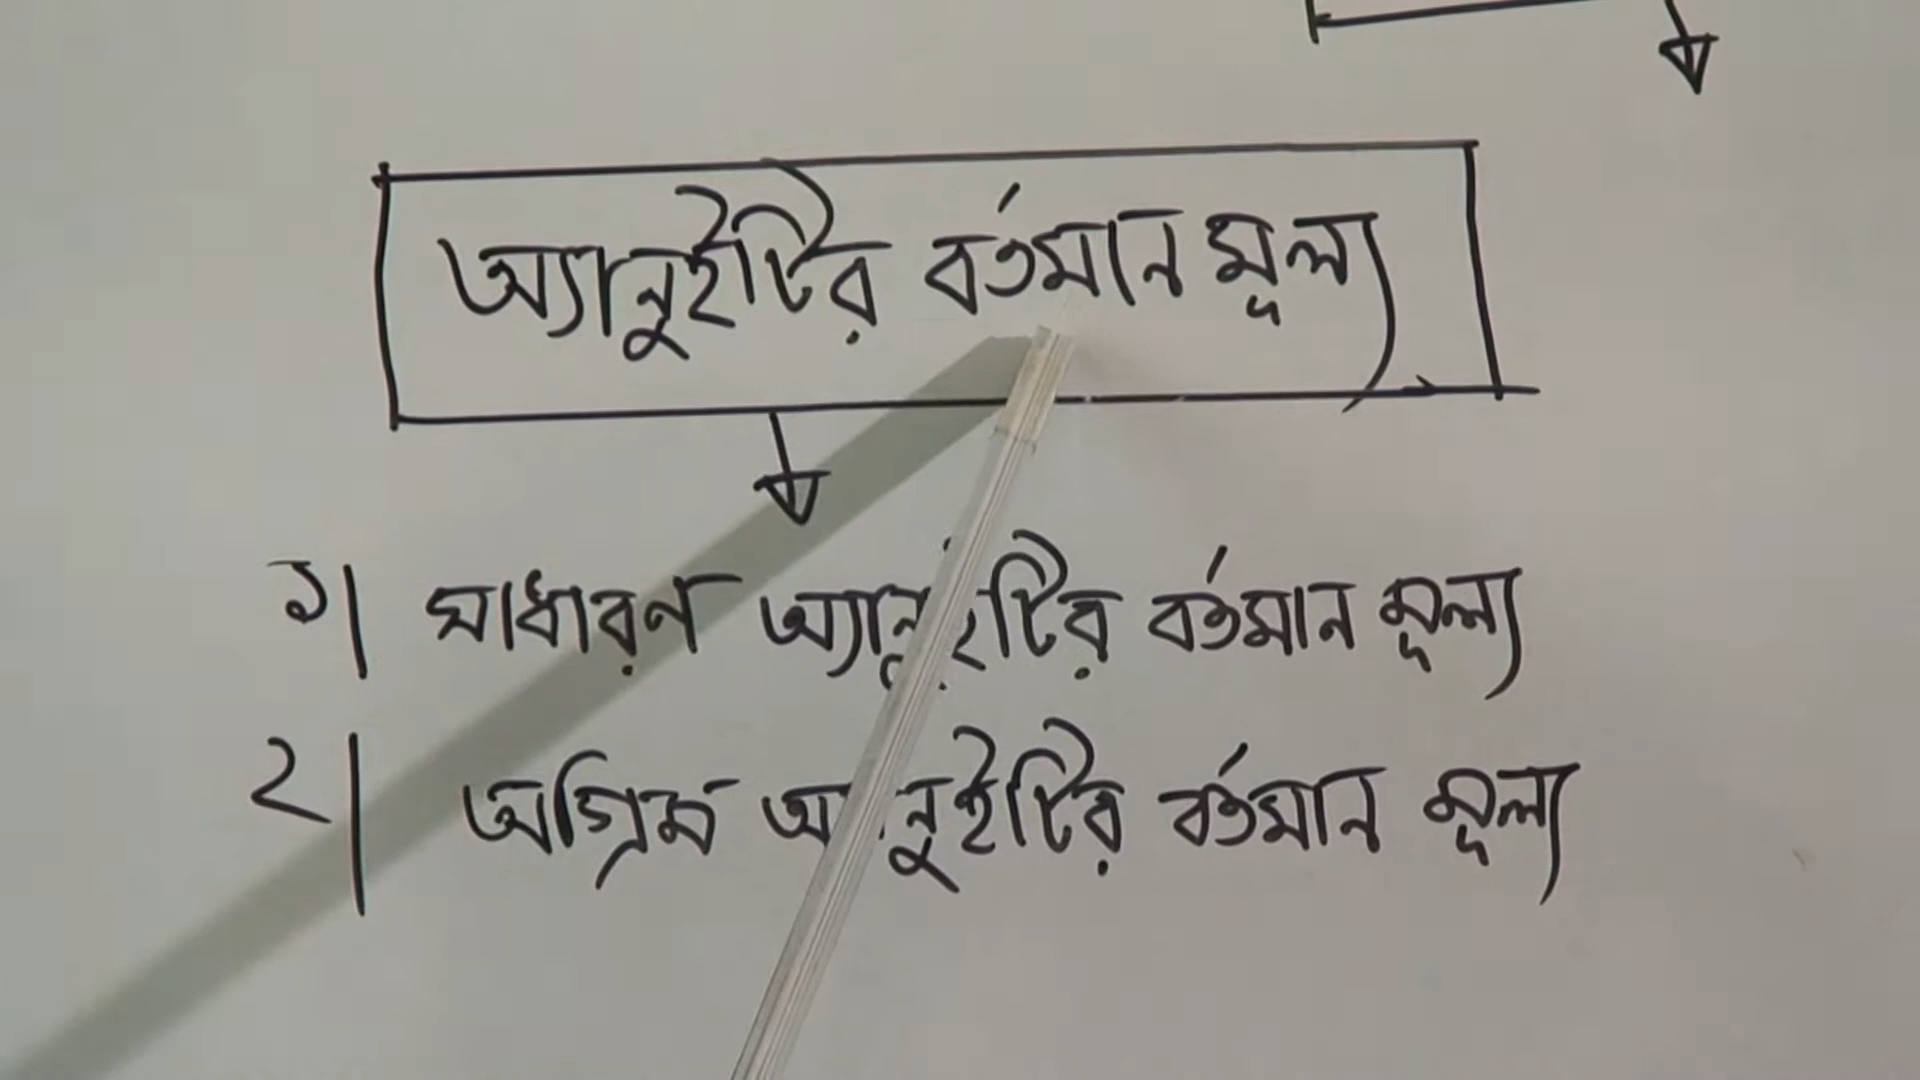 অ্যানুইটির বর্তমান মূল্য
১| সাধারণ অ্যানুইটির বর্তমান মূল্য
২| অগ্রিম অ্যানুইটির বর্তমান মূল্য